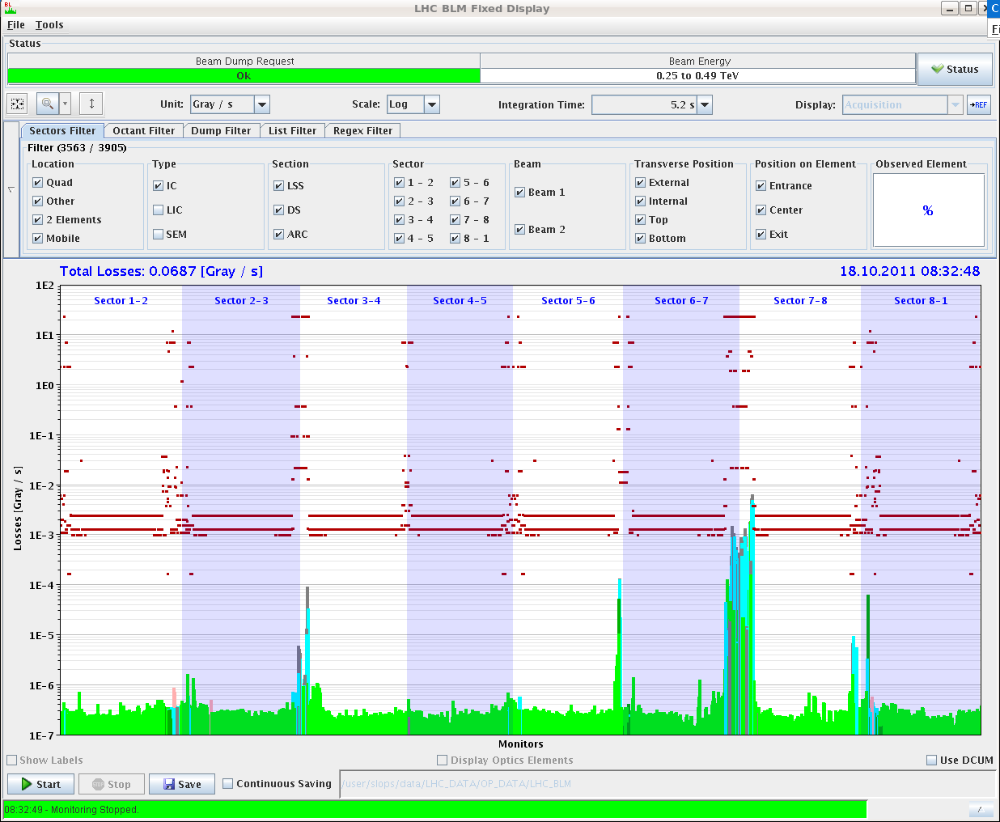 BL
LHC BLM Fixed Display
C
File Tools
Fi
Status
Beam Dump Request Beam Energy
Ok 0.25 to 0.49 TeV
Status
Unit: Gray / s Scale: Log Integration Time: 5.2 s Display: Acquisition REF
Sectors Filter Octant Filter Dump Filter List Filter Regex Filter
Filter (3563 / 3905)
Location Type Section Sector Beam Transverse Position Position on Element Observed Element
Quad IC LSS 1 - 2 5 - 6 Beam 1 External Entrance %
Other LIC DS 2 - 3 6 - 7 Internal Center
2 Elements SEM ARC 3 - 4 7 - 8 Beam 2 Top Exit
Mobile 4 - 5 8 - 1 Bottom
Total Losses: 0.0687 [Gray / s] 18.10.2011 08:32:48
Sector 1-2 Sector 2-3 Sector 3-4 Sector 4-5 Sector 5-6 Sector 6-7 Sector 7-8 Sector 8-1
1E2
1E1
1E0
1E-1
1E-2
1E-3
1E-4
1E-5
1E-6
1E-7
Losses [Gray / s]
Monitors
Show Labels Display Optics Elements Use DCUM
Start STOP Stop Save Continuous Saving /user/slops/data/LHC_DATA/OP_DATA/LHC_BLM
08:32:49 - Monitoring Stopped.